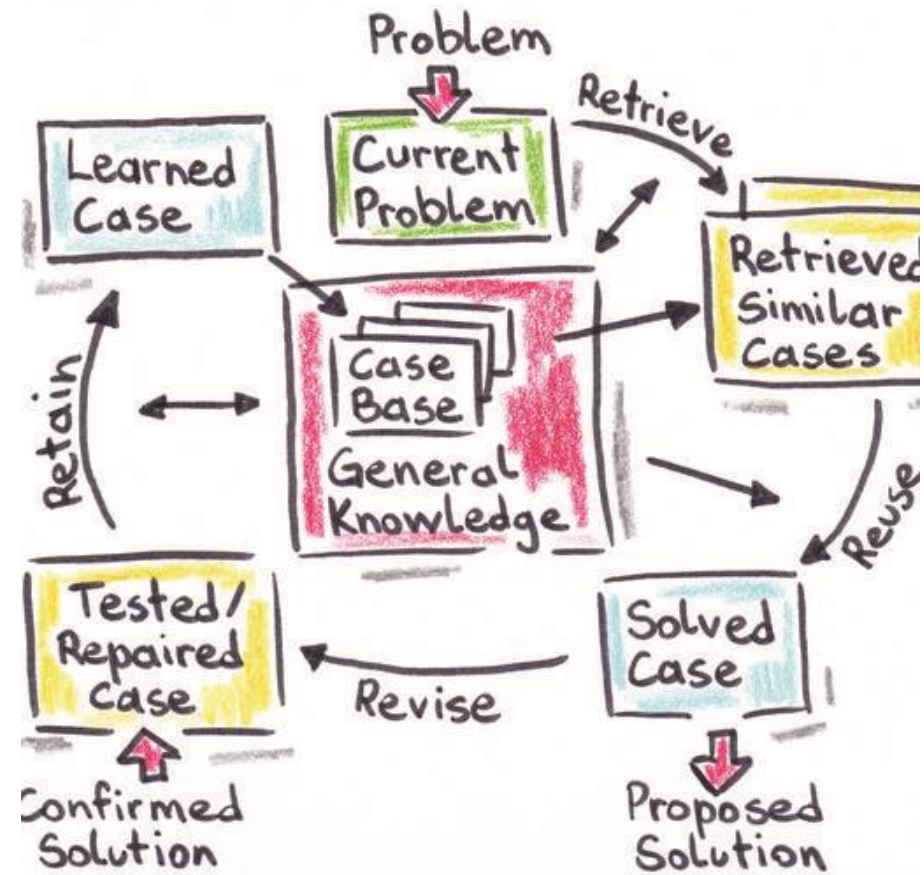 Problem
Retrieve
Learned
Case
Current
Problem
Retrieved
Similar
Cases
Case
Base
General
Knowledge
Retain
Reuse
Tested/
Repaired
Case
Revise
Solved
Case
Confirmed
Solution
Proposed
Solution